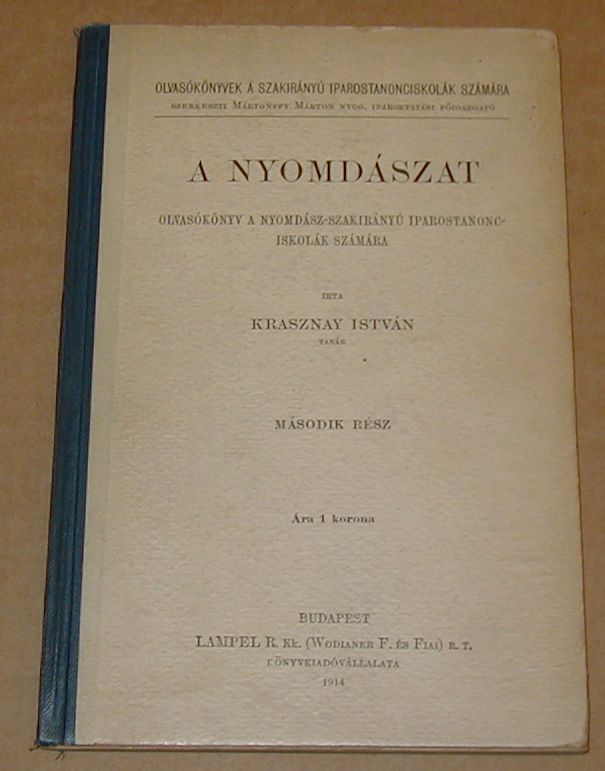 OLVASÓKÖNYVEK A SZAKIRÁNYÚ IPAROSTANONCISKOLÁK SZÁMÁRA
SZERKESZTI MÁRTONFFY MÁRTON NYUG. IPAROKTATÁSI FŐIGAZGATÓ
A NYOMDÁSZAT
OLVASÓKÖNYV A NYOMDÁSZ-SZAKIRÁNYÚ IPAROSTANONC-
ISKOLÁK SZÁMÁRA
IRTA
KRASZNAY ISTVÁN
TANÁR
MÁSODIK RÉSZ
Ára 1 korona
BUDAPEST
LAMPEL R. KK. (WODIANER F. ÉS FIAI) R. T.
KÖNYVKIADÓVÁLLALATA
1914